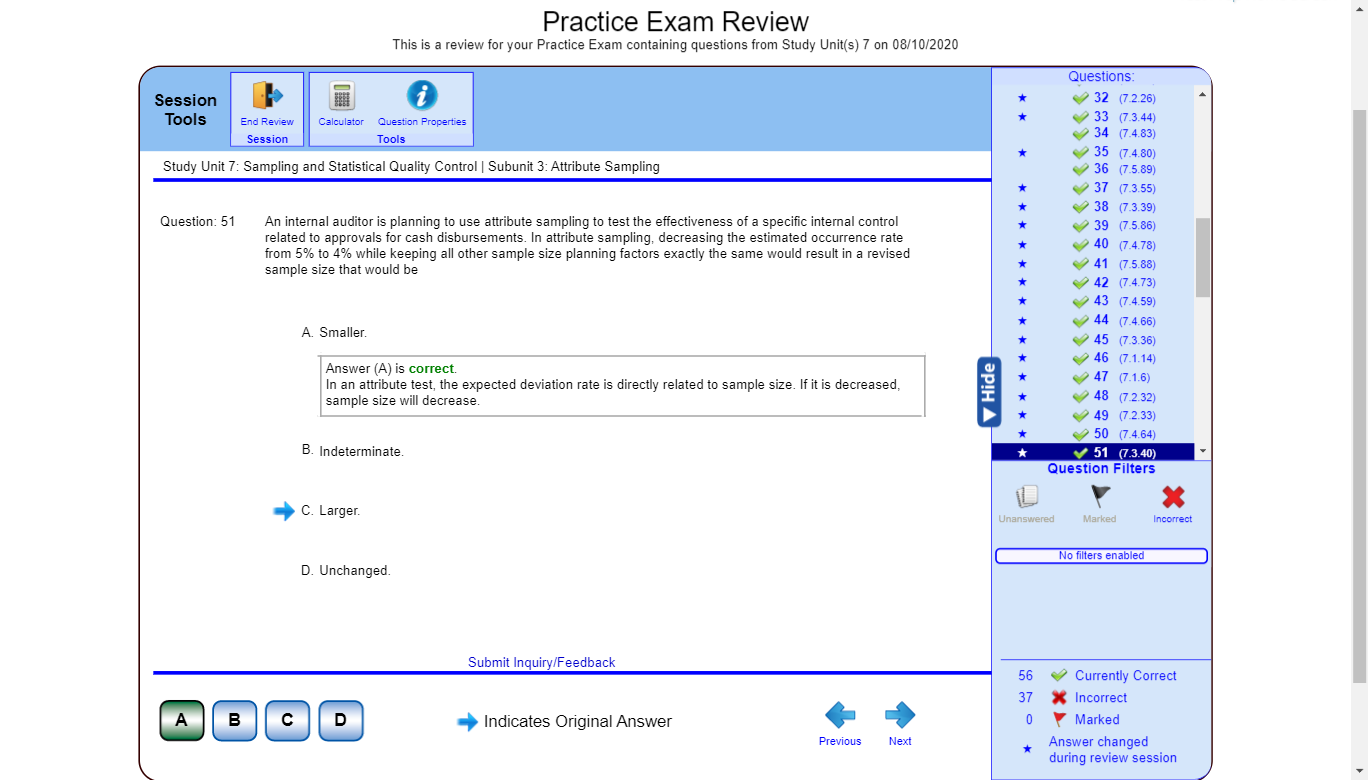 Practice Exam Review
This is a review for your Practice Exam containing questions from Study Unit(s) 7 on 08/10/2020
Session
Tools
End Review
Session
Calculator
Question Properties
Tools
Study Unit 7: Sampling and Statistical Quality Control | Subunit 3: Attribute Sampling
Question: 51
An internal auditor is planning to use attribute sampling to test the effectiveness of a specific internal control
related to approvals for cash disbursements. In attribute sampling, decreasing the estimated occurrence rate
from 5% to 4% while keeping all other sample size planning factors exactly the same would result in a revised
sample size that would be
A. Smaller.
Answer (A) is correct.
In an attribute test, the expected deviation rate is directly related to sample size. If it is decreased,
sample size will decrease.
B. Indeterminate.
C. Larger.
D. Unchanged.
Submit Inquiry/Feedback
A
B
C
D
Indicates Original Answer
Previous
Next
Hide
Questions:
32 (7.2.26)
33 (7.3.44)
34 (7.4.83)
35 (7.4.80)
36 (7.5.89)
37 (7.3.55)
38 (7.3.39)
39 (7.5.86)
40 (7.4.78)
41 (7.5.88)
42 (7.4.73)
43 (7.4.59)
44 (7.4.66)
45 (7.3.36)
46 (7.1.14)
47 (7.1.6)
48 (7.2.32)
49 (7.2.33)
50 (7.4.64)
51 (7.3.40)
Question Filters
Unanswered
Marked
Incorrect
No filters enabled
56 Currently Correct
37 Incorrect
0 Marked
Answer changed
during review session